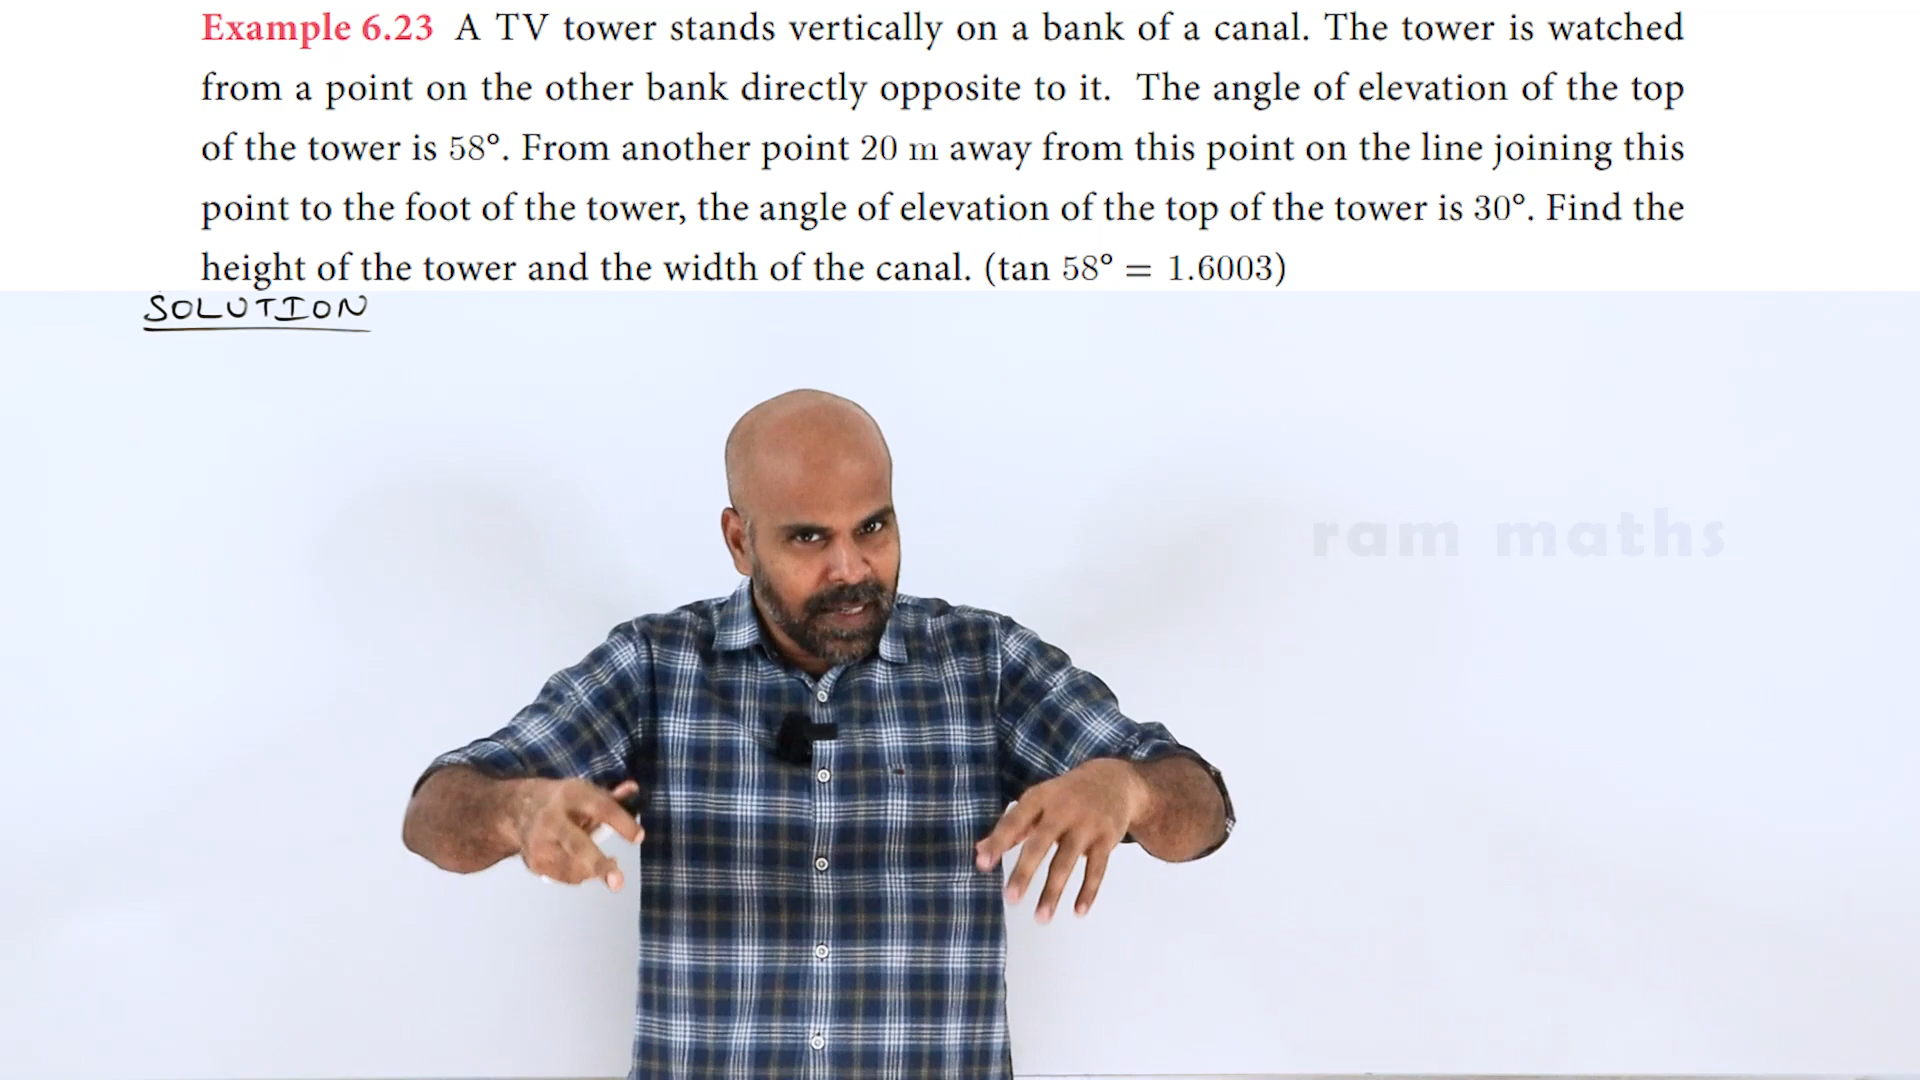 Example 6.23 A TV tower stands vertically on a bank of a canal. The tower is watched
from a point on the other bank directly opposite to it. The angle of elevation of the top
of the tower is 58°. From another point 20 m away from this point on the line joining this
point to the foot of the tower, the angle of elevation of the top of the tower is 30°. Find the
height of the tower and the width of the canal. (tan 58° = 1.6003)
SOLUTION
ram maths